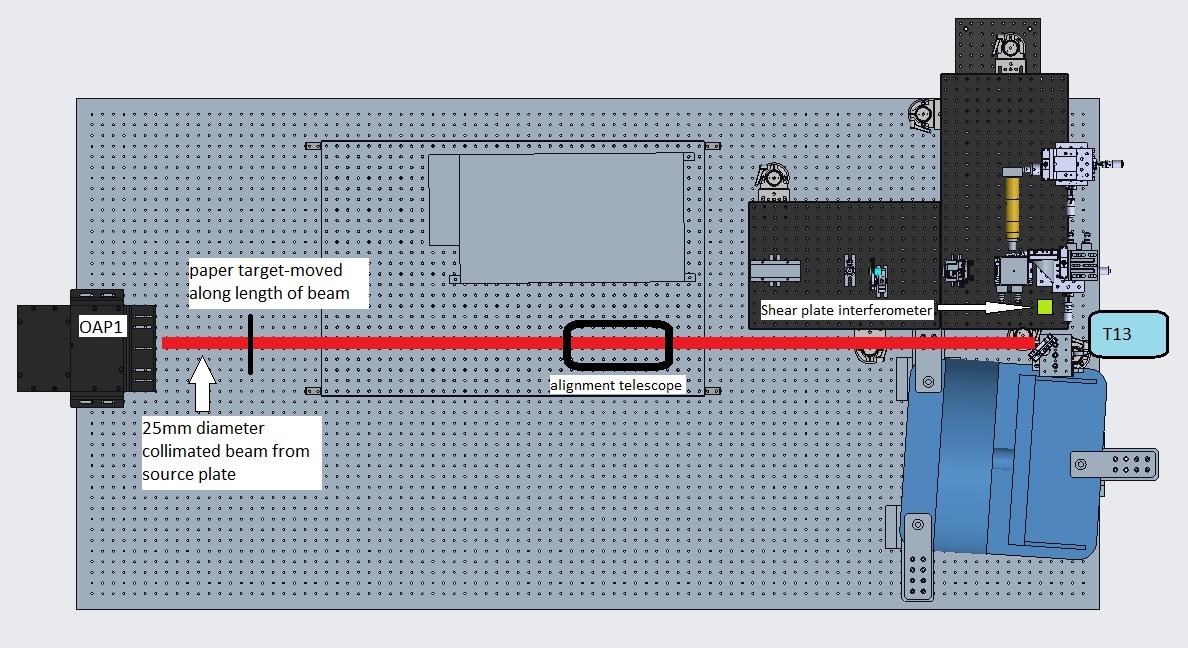 paper target-moved
along length of beam
Shear plate interferometer
OAP1
T13
alignment telescope
25mm diameter
collimated beam from
source plate